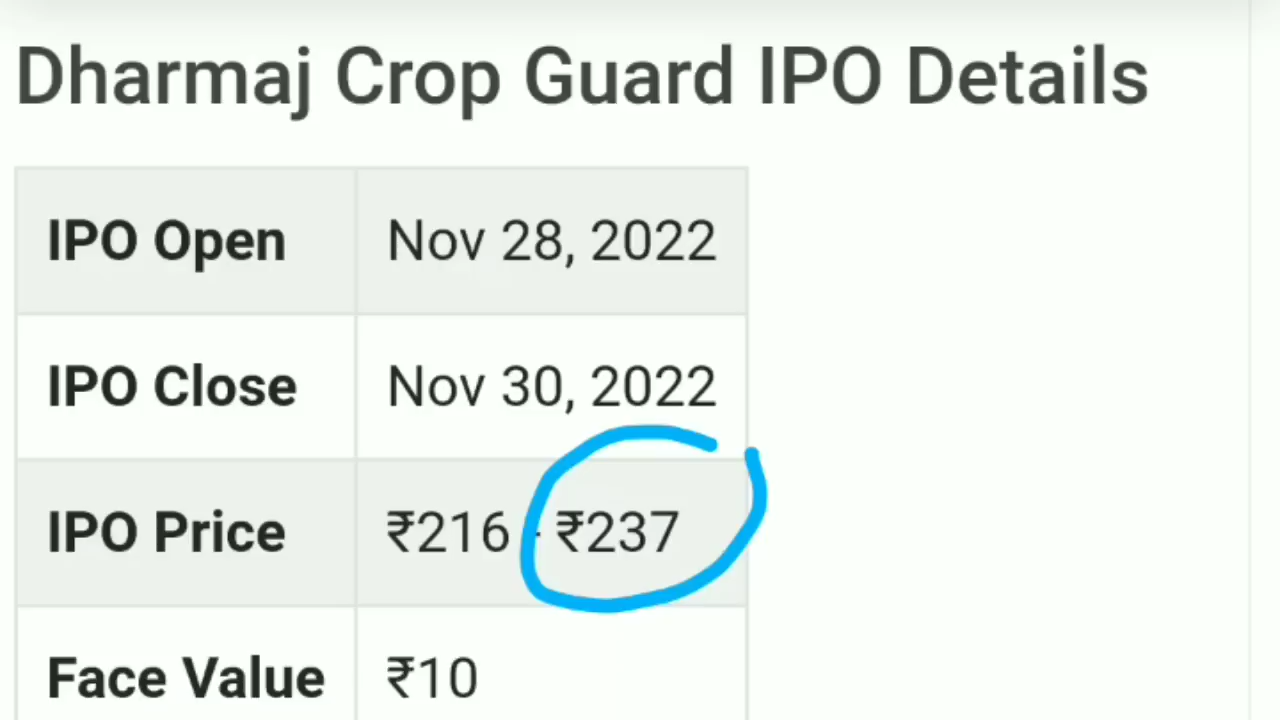 Dharmaj Crop Guard IPO Details
IPO Open Nov 28, 2022
IPO Close Nov 30, 2022
IPO Price ₹216 - ₹237
Face Value ₹10